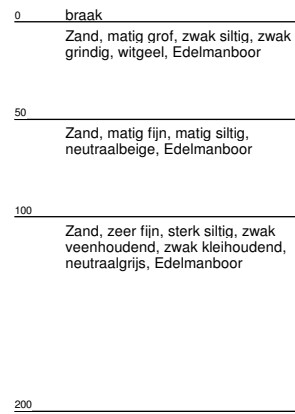 0 braak
Zand, matig grof, zwak siltig, zwak
grindig, witgeel, Edelmanboor
50
Zand, matig fijn, matig siltig,
neutraalbeige, Edelmanboor
100
Zand, zeer fijn, sterk siltig, zwak
veenhoudend, zwak kleihoudend,
neutraalgrijs, Edelmanboor
200